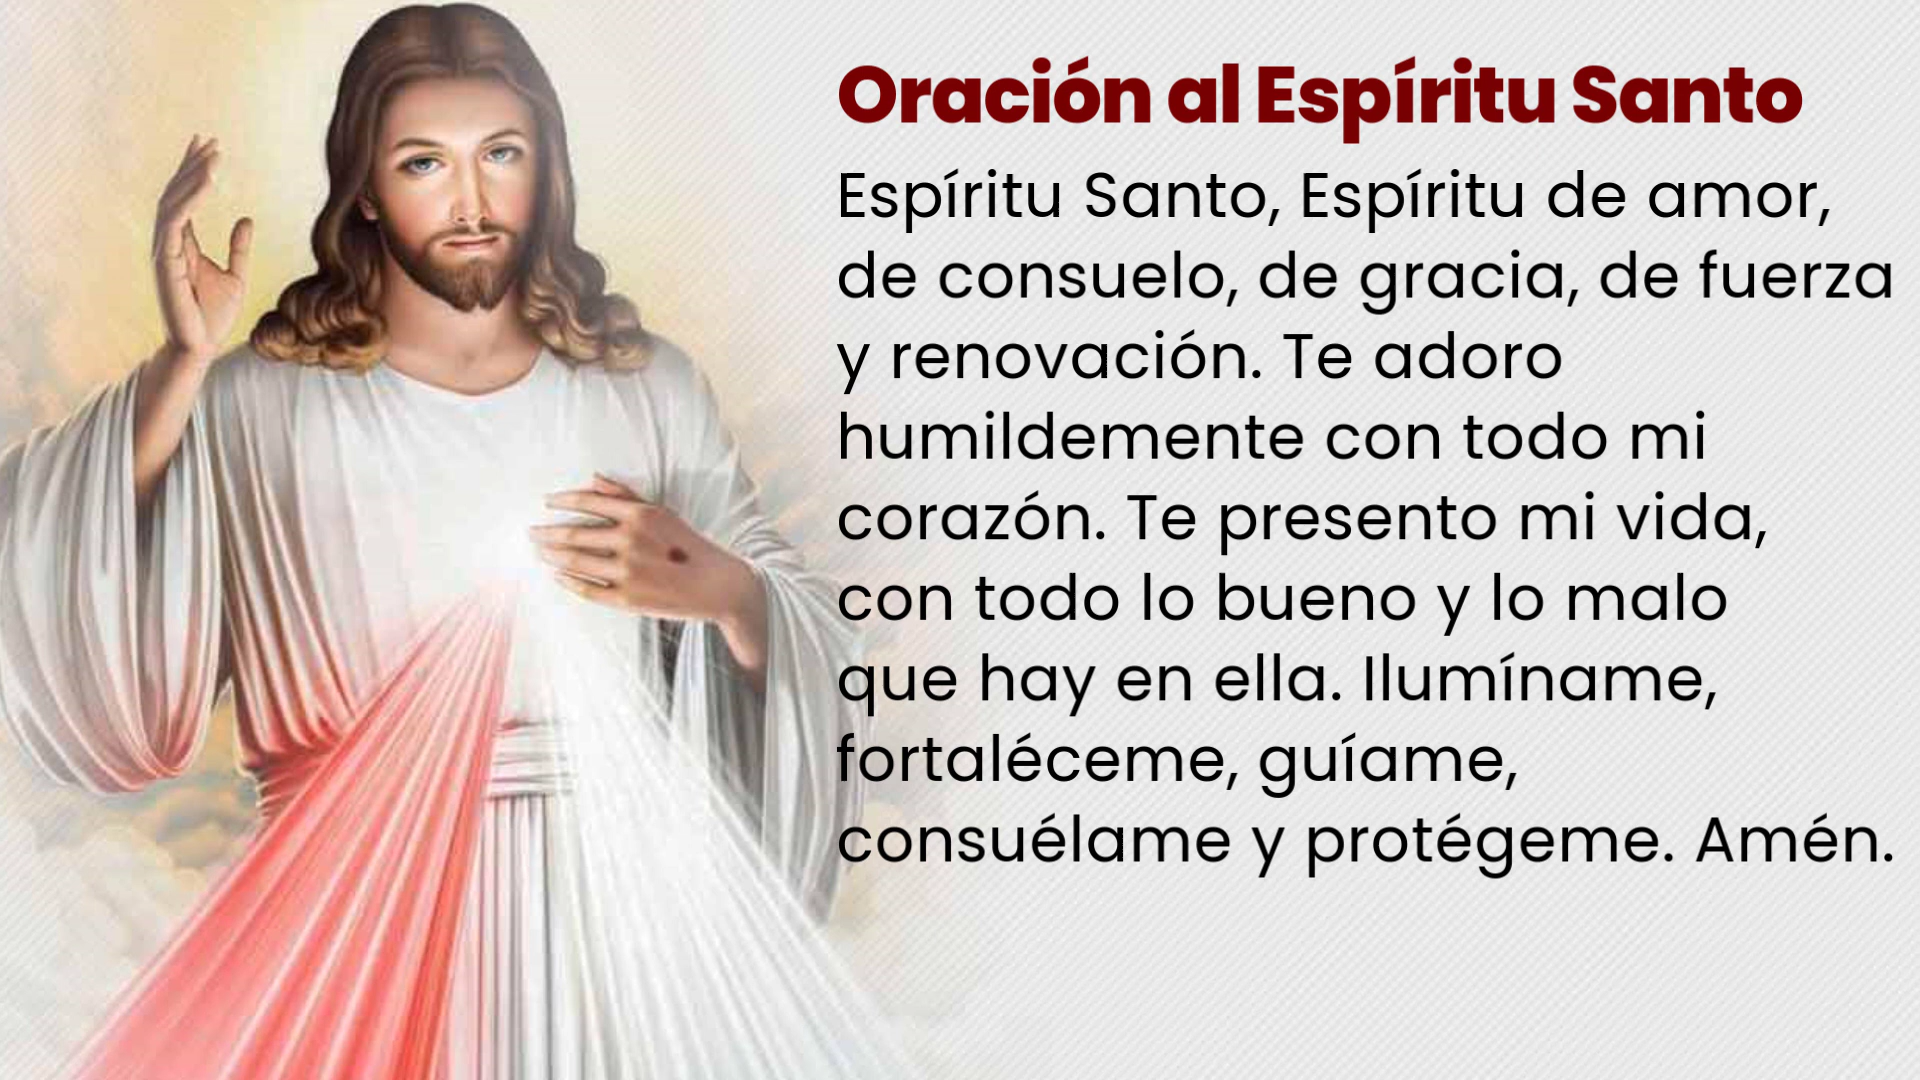 Oración al Espíritu Santo
Espíritu Santo, Espíritu de amor,
de consuelo, de gracia, de fuerza
y renovación. Te adoro
humildemente con todo mi
corazón. Te presento mi vida,
con todo lo bueno y lo malo
que hay en ella. Ilumíname,
fortaléceme, guíame,
consuélame y protégeme. Amén.